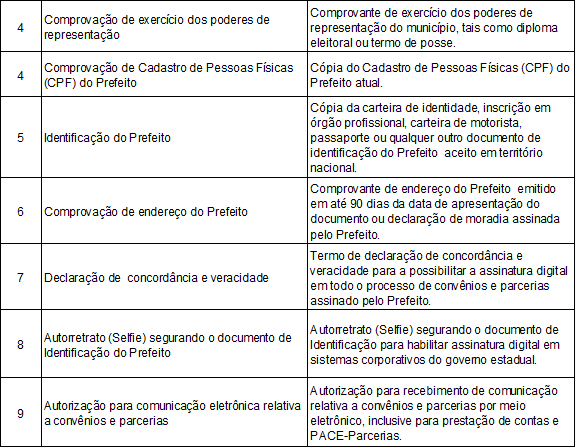 4
Comprovação de exercício dos poderes de
representação
Comprovante de exercício dos poderes de
representação do município, tais como diploma
eleitoral ou termo de posse.
4
Comprovação de Cadastro de Pessoas Físicas
(CPF) do Prefeito
Cópia do Cadastro de Pessoas Físicas (CPF) do
Prefeito atual.
5
Identificação do Prefeito
Cópia da carteira de identidade, inscrição em
órgão profissional, carteira de motorista,
passaporte ou qualquer outro documento de
identificação do Prefeito aceito em território
nacional.
6
Comprovação de endereço do Prefeito
Comprovante de endereço do Prefeito emitido
em até 90 dias da data de apresentação do
documento ou declaração de moradia assinada
pelo Prefeito.
7
Declaração de concordância e veracidade
Termo de declaração de concordância e
veracidade para a possibilitar a assinatura digital
em todo o processo de convênios e parcerias
assinado pelo Prefeito.
8
Autorretrato (Selfie) segurando o documento de
Identificação do Prefeito
Autorretrato (Selfie) segurando o documento de
Identificação para habilitar assinatura digital em
sistemas corporativos do governo estadual.
9
Autorização para comunicação eletrônica relativa
a convênios e parcerias
Autorização para recebimento de comunicação
relativa a convênios e parcerias por meio
eletrônico, inclusive para prestação de contas e
PACE-Parcerias.